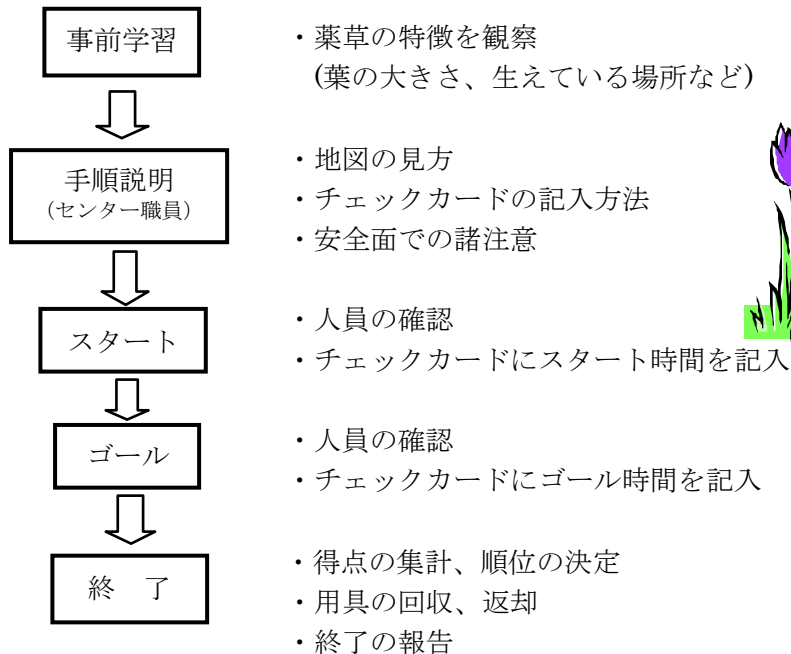 事前学習
・薬草の特徴を観察
(葉の大きさ、生えている場所など)
手順説明
(センター職員)
・地図の見方
・チェックカードの記入方法
・安全面での諸注意
スタート
・人員の確認
・チェックカードにスタート時間を記入
ゴール
・人員の確認
・チェックカードにゴール時間を記入
終 了
・得点の集計、順位の決定
・用具の回収、返却
・終了の報告